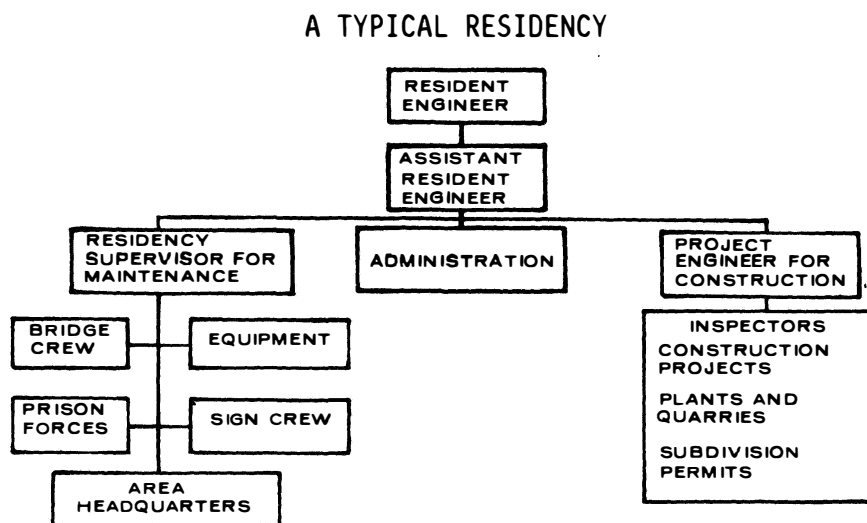 A TYPICAL RESIDENCY
RESIDENT
ENGINEER
ASSISTANT
RESIDENT
ENGINEER
RESIDENCY
SUPERVISOR FOR
MAINTENANCE
ADMINISTRATION
PROJECT
ENGINEER FOR
CONSTRUCTION
BRIDGE
CREW
EQUIPMENT
PRISON
FORCES
SIGN CREW
AREA
HEADQUARTERS
INSPECTORS
CONSTRUCTION
PROJECTS
PLANTS AND
QUARRIES
SUBDIVISION
PERMITS